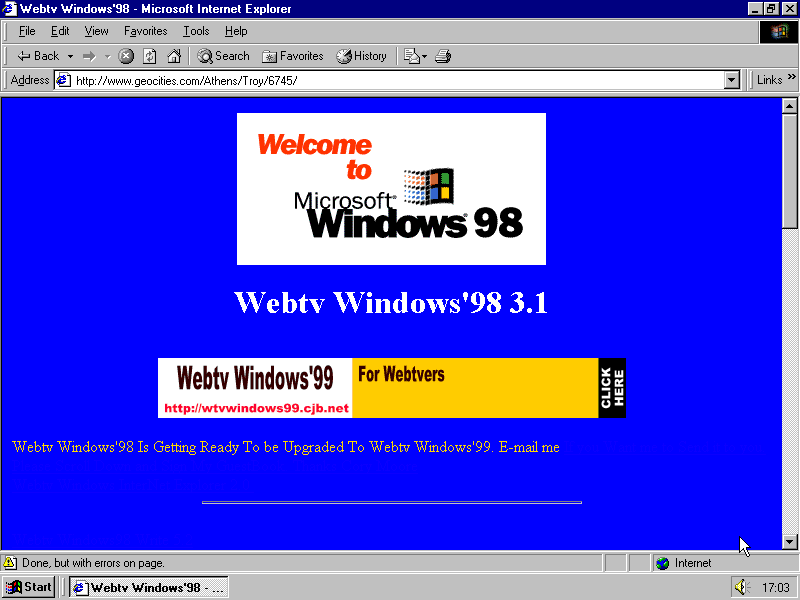 Webtv Windows'98 - Microsoft Internet Explorer
File Edit View Favorites Tools Help
Back Search Favorites History
Address http://www.geocities.com/Athens/Troy/6745/ Links »
Welcome
to
Microsoft®
Windows® 98
Webtv Windows'98 3.1
Webtv Windows'99 For Webtvers CLICK HERE
http://wtvwindows99.cjb.net
Webtv Windows'98 Is Getting Ready To be Upgraded To Webtv Windows'99. E-mail me
Done, but with errors on page. Internet
Start Webtv Windows'98 - ... 17:03